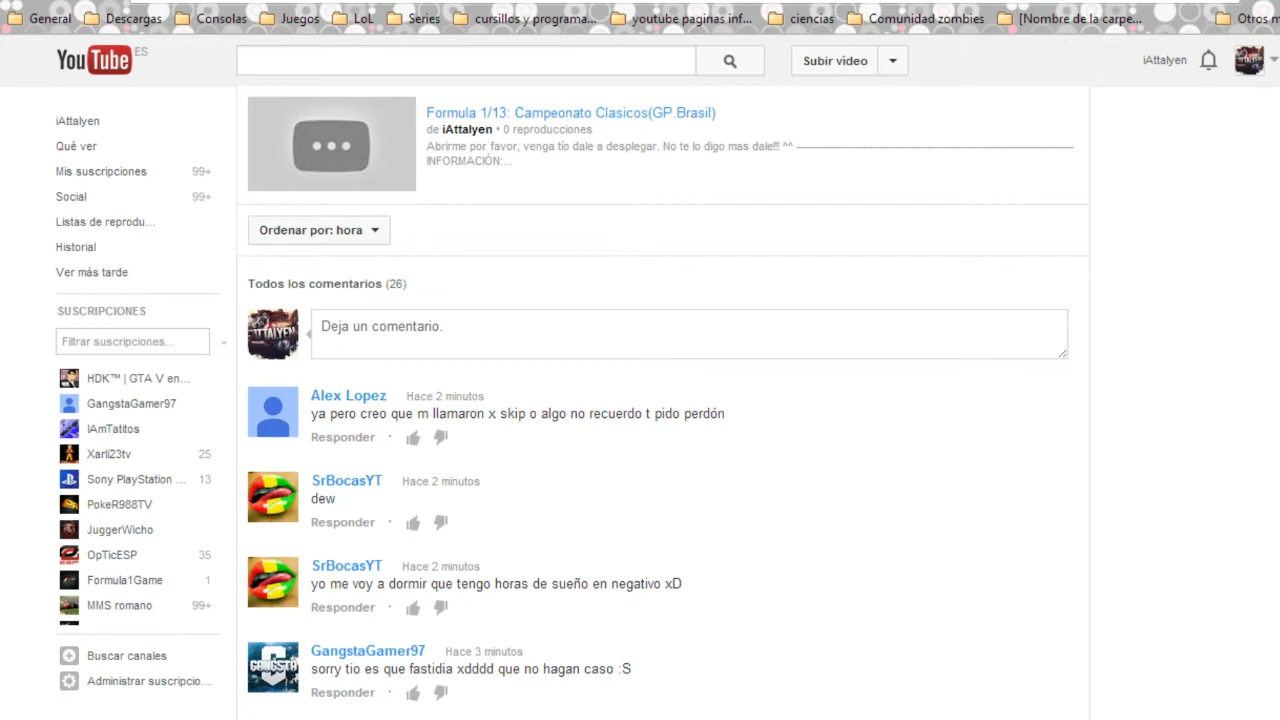 General Descargas Consolas Juegos LoL Series cursillos y programa... youtube paginas inf... ciencias Comunidad zombies [Nombre de la carpe... Otros m
YouTube ES Subir vídeo iAttalyen
iAttalyen
Qué ver
Mis suscripciones 99+
Social 99+
Listas de reprodu...
Historial
Ver más tarde
SUSCRIPCIONES
Filtrar suscripciones...
HDK™ | GTA V en...
GangstaGamer97
IAmTatitos
Xarli23tv 25
Sony PlayStation ... 13
PokeR988TV
JuggerWicho
OpTicESP 35
Formula1Game 1
MMS romano 99+
Buscar canales
Administrar suscripcio...
Formula 1/13: Campeonato Clasicos(GP.Brasil)
de iAttalyen • 0 reproducciones
Abrirme por favor, venga tío dale a desplegar. No te lo digo mas dale!!! ^^ ----------------------------------------
INFORMACIÓN:...
Ordenar por: hora
Todos los comentarios (26)
ATTALYEN
Deja un comentario.
Alex Lopez Hace 2 minutos
ya pero creo que m llamaron x skip o algo no recuerdo t pido perdón
Responder ·
SrBocasYT Hace 2 minutos
dew
Responder ·
SrBocasYT Hace 2 minutos
yo me voy a dormir que tengo horas de sueño en negativo xD
Responder ·
GANGSTA
GangstaGamer97 Hace 3 minutos
sorry tio es que fastidia xdddd que no hagan caso :S
Responder ·